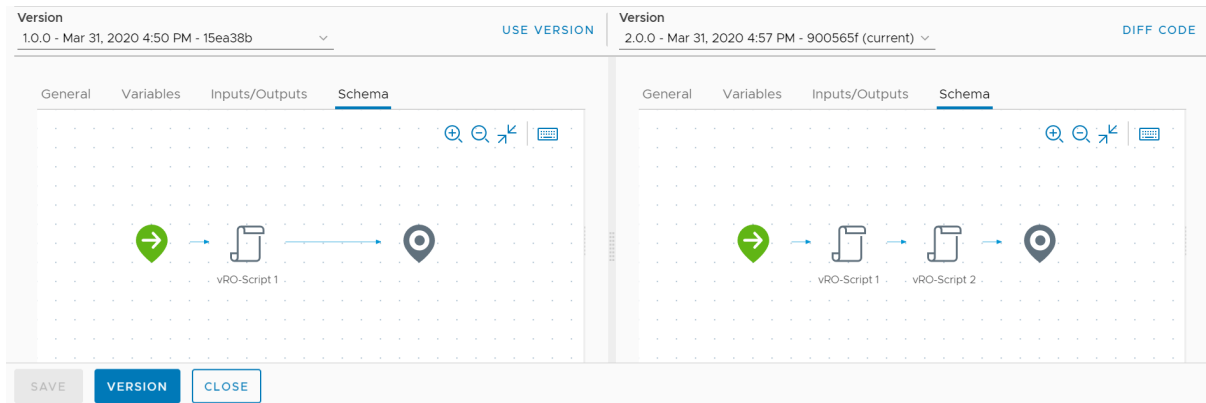 Version
1.0.0 - Mar 31, 2020 4:50 PM - 15ea38b
USE VERSION
General Variables Inputs/Outputs Schema
vRO-Script 1
Version
2.0.0 - Mar 31, 2020 4:57 PM - 900565f (current)
DIFF CODE
General Variables Inputs/Outputs Schema
vRO-Script 1 vRO-Script 2
SAVE VERSION CLOSE